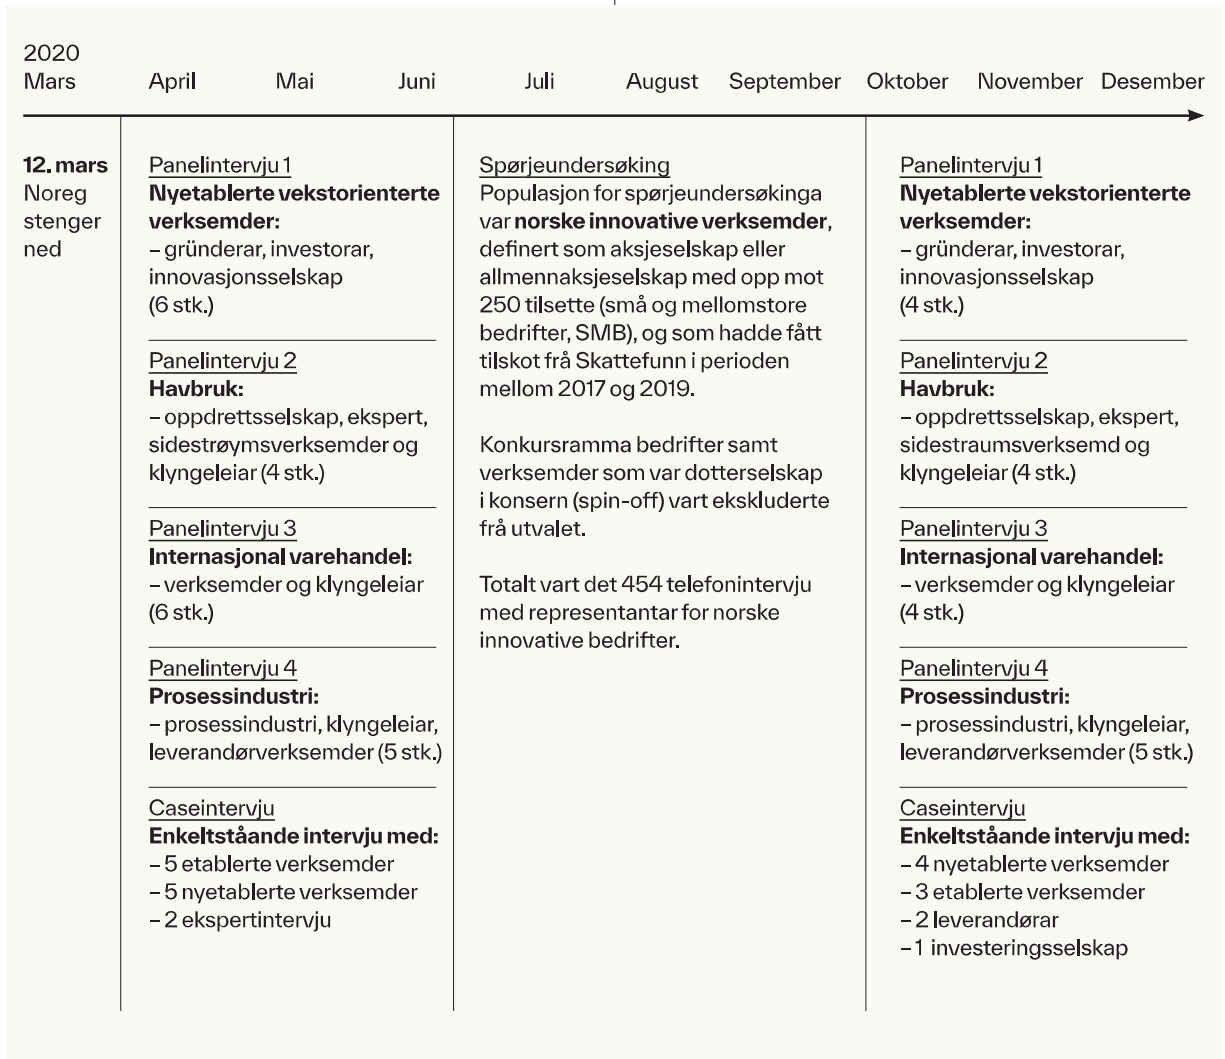 2020
Mars April Mai Juni Juli August September Oktober November Desember
12. mars
Noreg
stenger
ned
Panelintervju 1
Nyetablerte vekstorienterte
verksemder:
– gründerar, investorar,
innovasjonsselskap
(6 stk.)
Panelintervju 2
Havbruk:
– oppdrettsselskap, ekspert,
sidestrøymsverksemder og
klyngeleiar (4 stk.)
Panelintervju 3
Internasjonal varehandel:
– verksemder og klyngeleiar
(6 stk.)
Panelintervju 4
Prosessindustri:
– prosessindustri, klyngeleiar,
leverandørverksemder (5 stk.)
Caseintervju
Enkeltståande intervju med:
– 5 etablerte verksemder
– 5 nyetablerte verksemder
– 2 ekspertintervju
Spørjeundersøking
Populasjon for spørjeundersøkinga
var norske innovative verksemder,
definert som aksjeselskap eller
allmennaksjeselskap med opp mot
250 tilsette (små og mellomstore
bedrifter, SMB), og som hadde fått
tilskot frå Skattefunn i perioden
mellom 2017 og 2019.
Konkursramma bedrifter samt
verksemder som var dotterselskap
i konsern (spin-off) vart ekskluderte
frå utvalet.
Totalt vart det 454 telefonintervju
med representantar for norske
innovative bedrifter.
Panelintervju 1
Nyetablerte vekstorienterte
verksemder:
– gründerar, investorar,
innovasjonsselskap
(4 stk.)
Panelintervju 2
Havbruk:
– oppdrettsselskap, ekspert,
sidestraumsverksemd og
klyngeleiar (4 stk.)
Panelintervju 3
Internasjonal varehandel:
– verksemder og klyngeleiar
(4 stk.)
Panelintervju 4
Prosessindustri:
– prosessindustri, klyngeleiar,
leverandørverksemder (5 stk.)
Caseintervju
Enkeltståande intervju med:
– 4 nyetablerte verksemder
– 3 etablerte verksemder
– 2 leverandørar
– 1 investeringsselskap